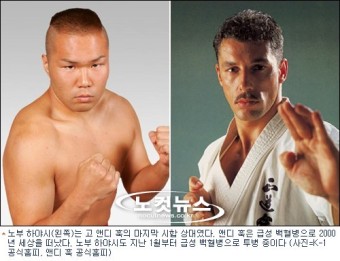 노컷뉴스
* 노부 하야시(왼쪽)는 고 앤디 훅의 마지막 시합 상대였다. 앤디 훅은 급성 백혈병으로 2000
년 세상을 떠났다. 노부 하야시도 지난 1월부터 급성 백혈병으로 투병 중이다 (사진=K-1
공식홈피. 앤디 훅 공식홈피)